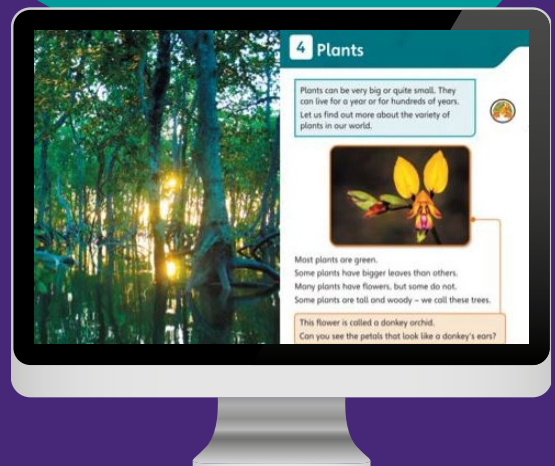 4 Plants
Plants can be very big or quite small. They
can live for a year or for hundreds of years.
Let us find out more about the variety of
plants in our world.
Most plants are green.
Some plants have bigger leaves than others.
Many plants have flowers, but some do not.
Some plants are tall and woody – we call these trees.
This flower is called a donkey orchid.
Can you see the petals that look like a donkey's ears?